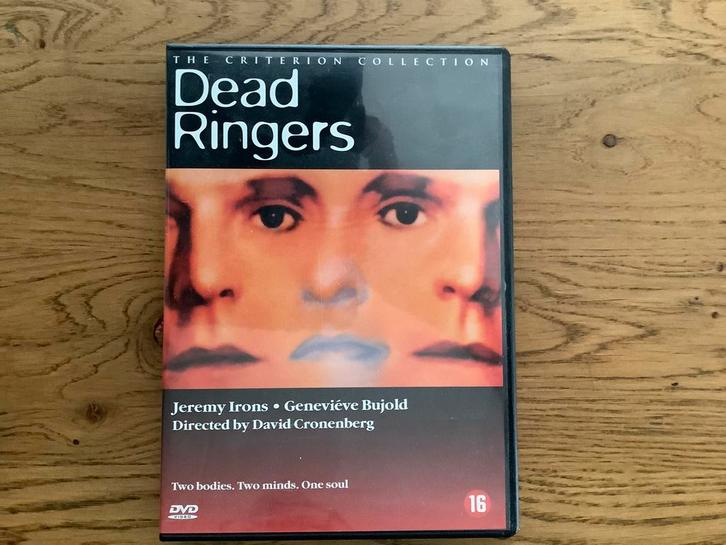 THE CRITERION COLLECTION
Dead
Ringers
Jeremy Irons • Geneviéve Bujold
Directed by David Cronenberg
Two bodies. Two minds. One soul
DVD
VIDEO
16